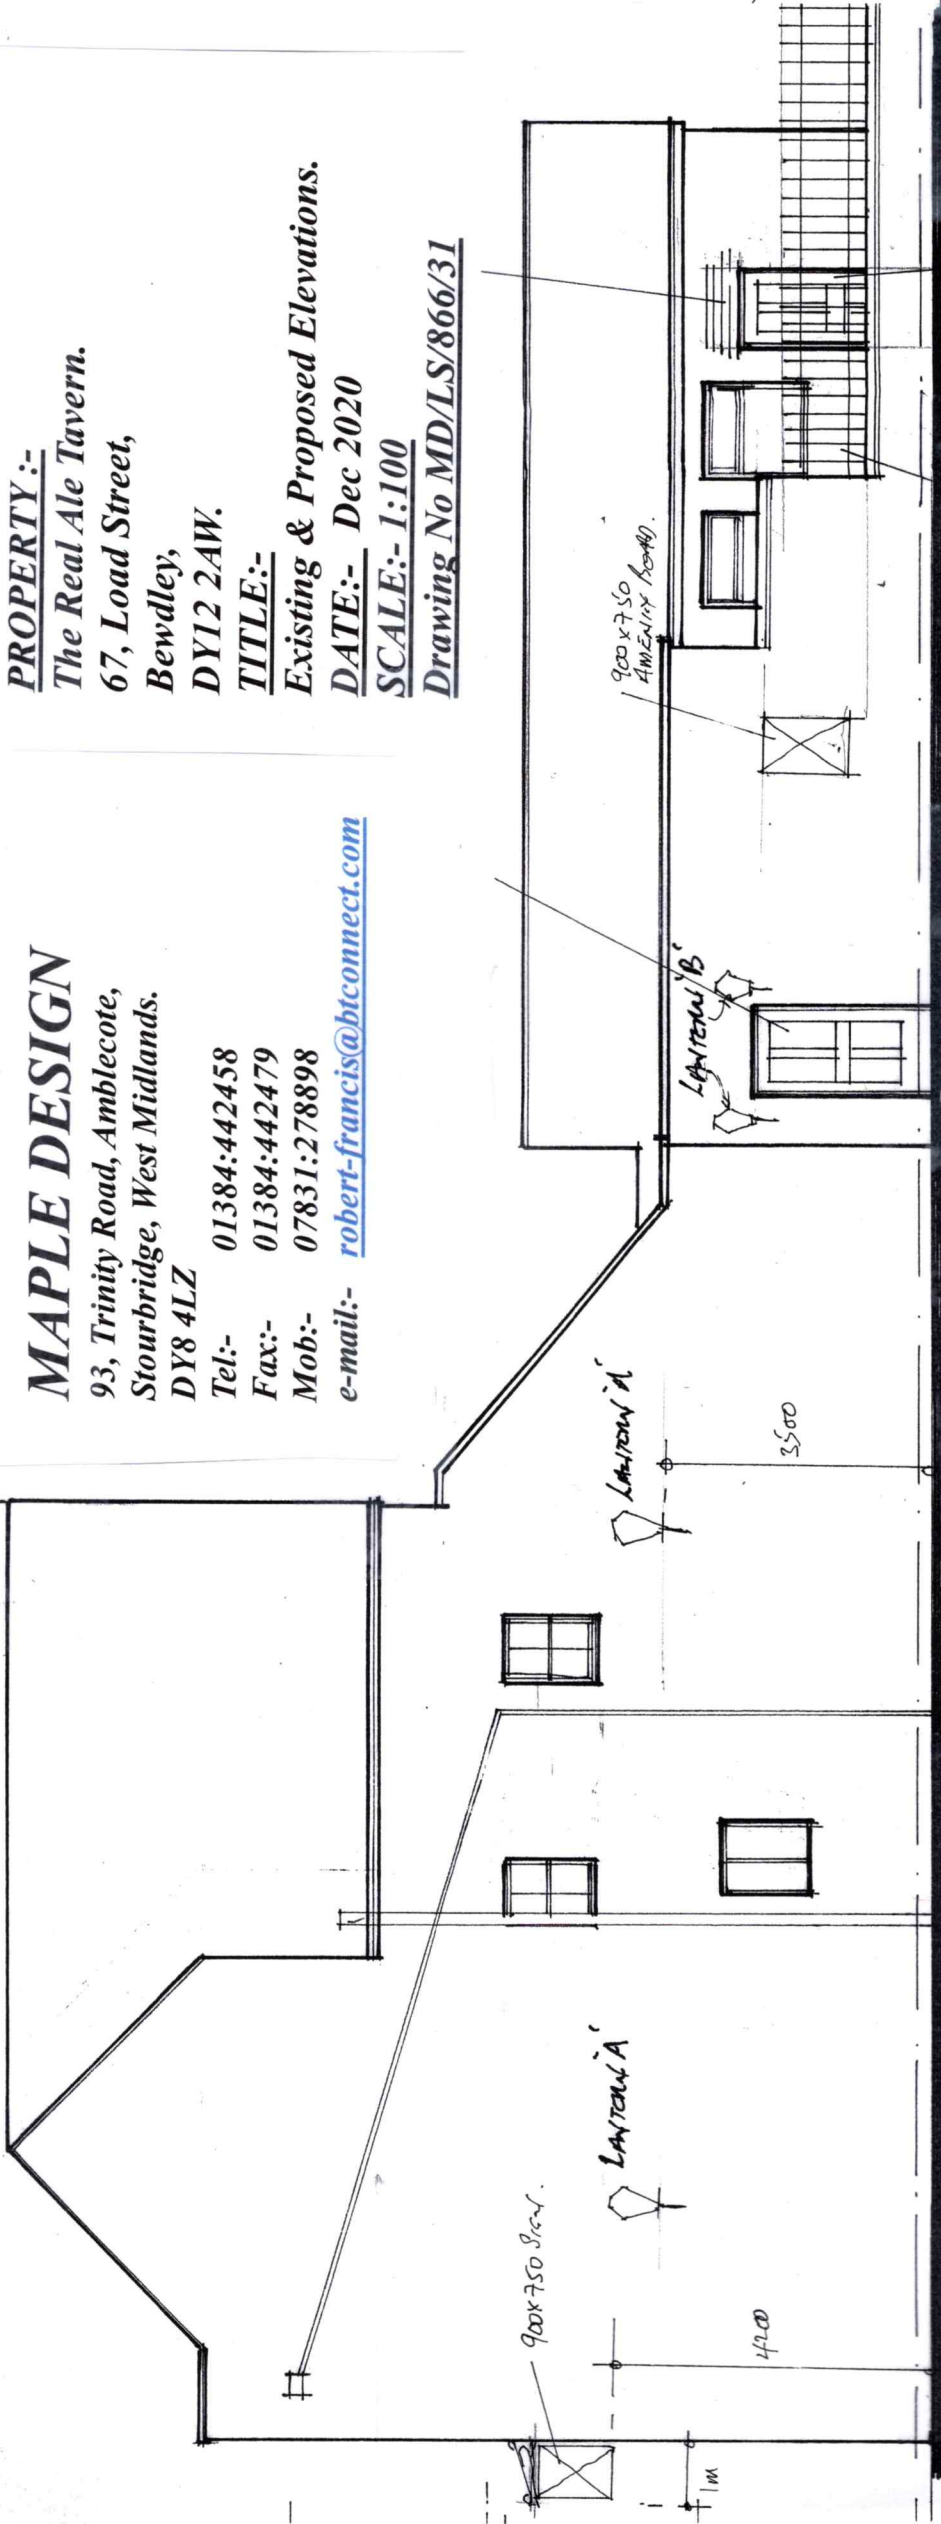 MAPLE DESIGN
93, Trinity Road, Amblecote,
Stourbridge, West Midlands.
DY8 4LZ
Tel:- 01384:442458
Fax:- 01384:442479
Mob:- 07831:278898
e-mail:- robert-francis@btconnect.com
PROPERTY :-
The Real Ale Tavern.
67, Load Street,
Bewdley,
DY12 2AW.
TITLE:-
Existing & Proposed Elevations.
DATE:- Dec 2020
SCALE:- 1:100
Drawing No MD/LS/866/31
900x750 SIGN.
LANTERN 'A'
LANTERN 'A'
LANTERN 'B'
900x750
AMENITY BOARD.
1m
4200
3500